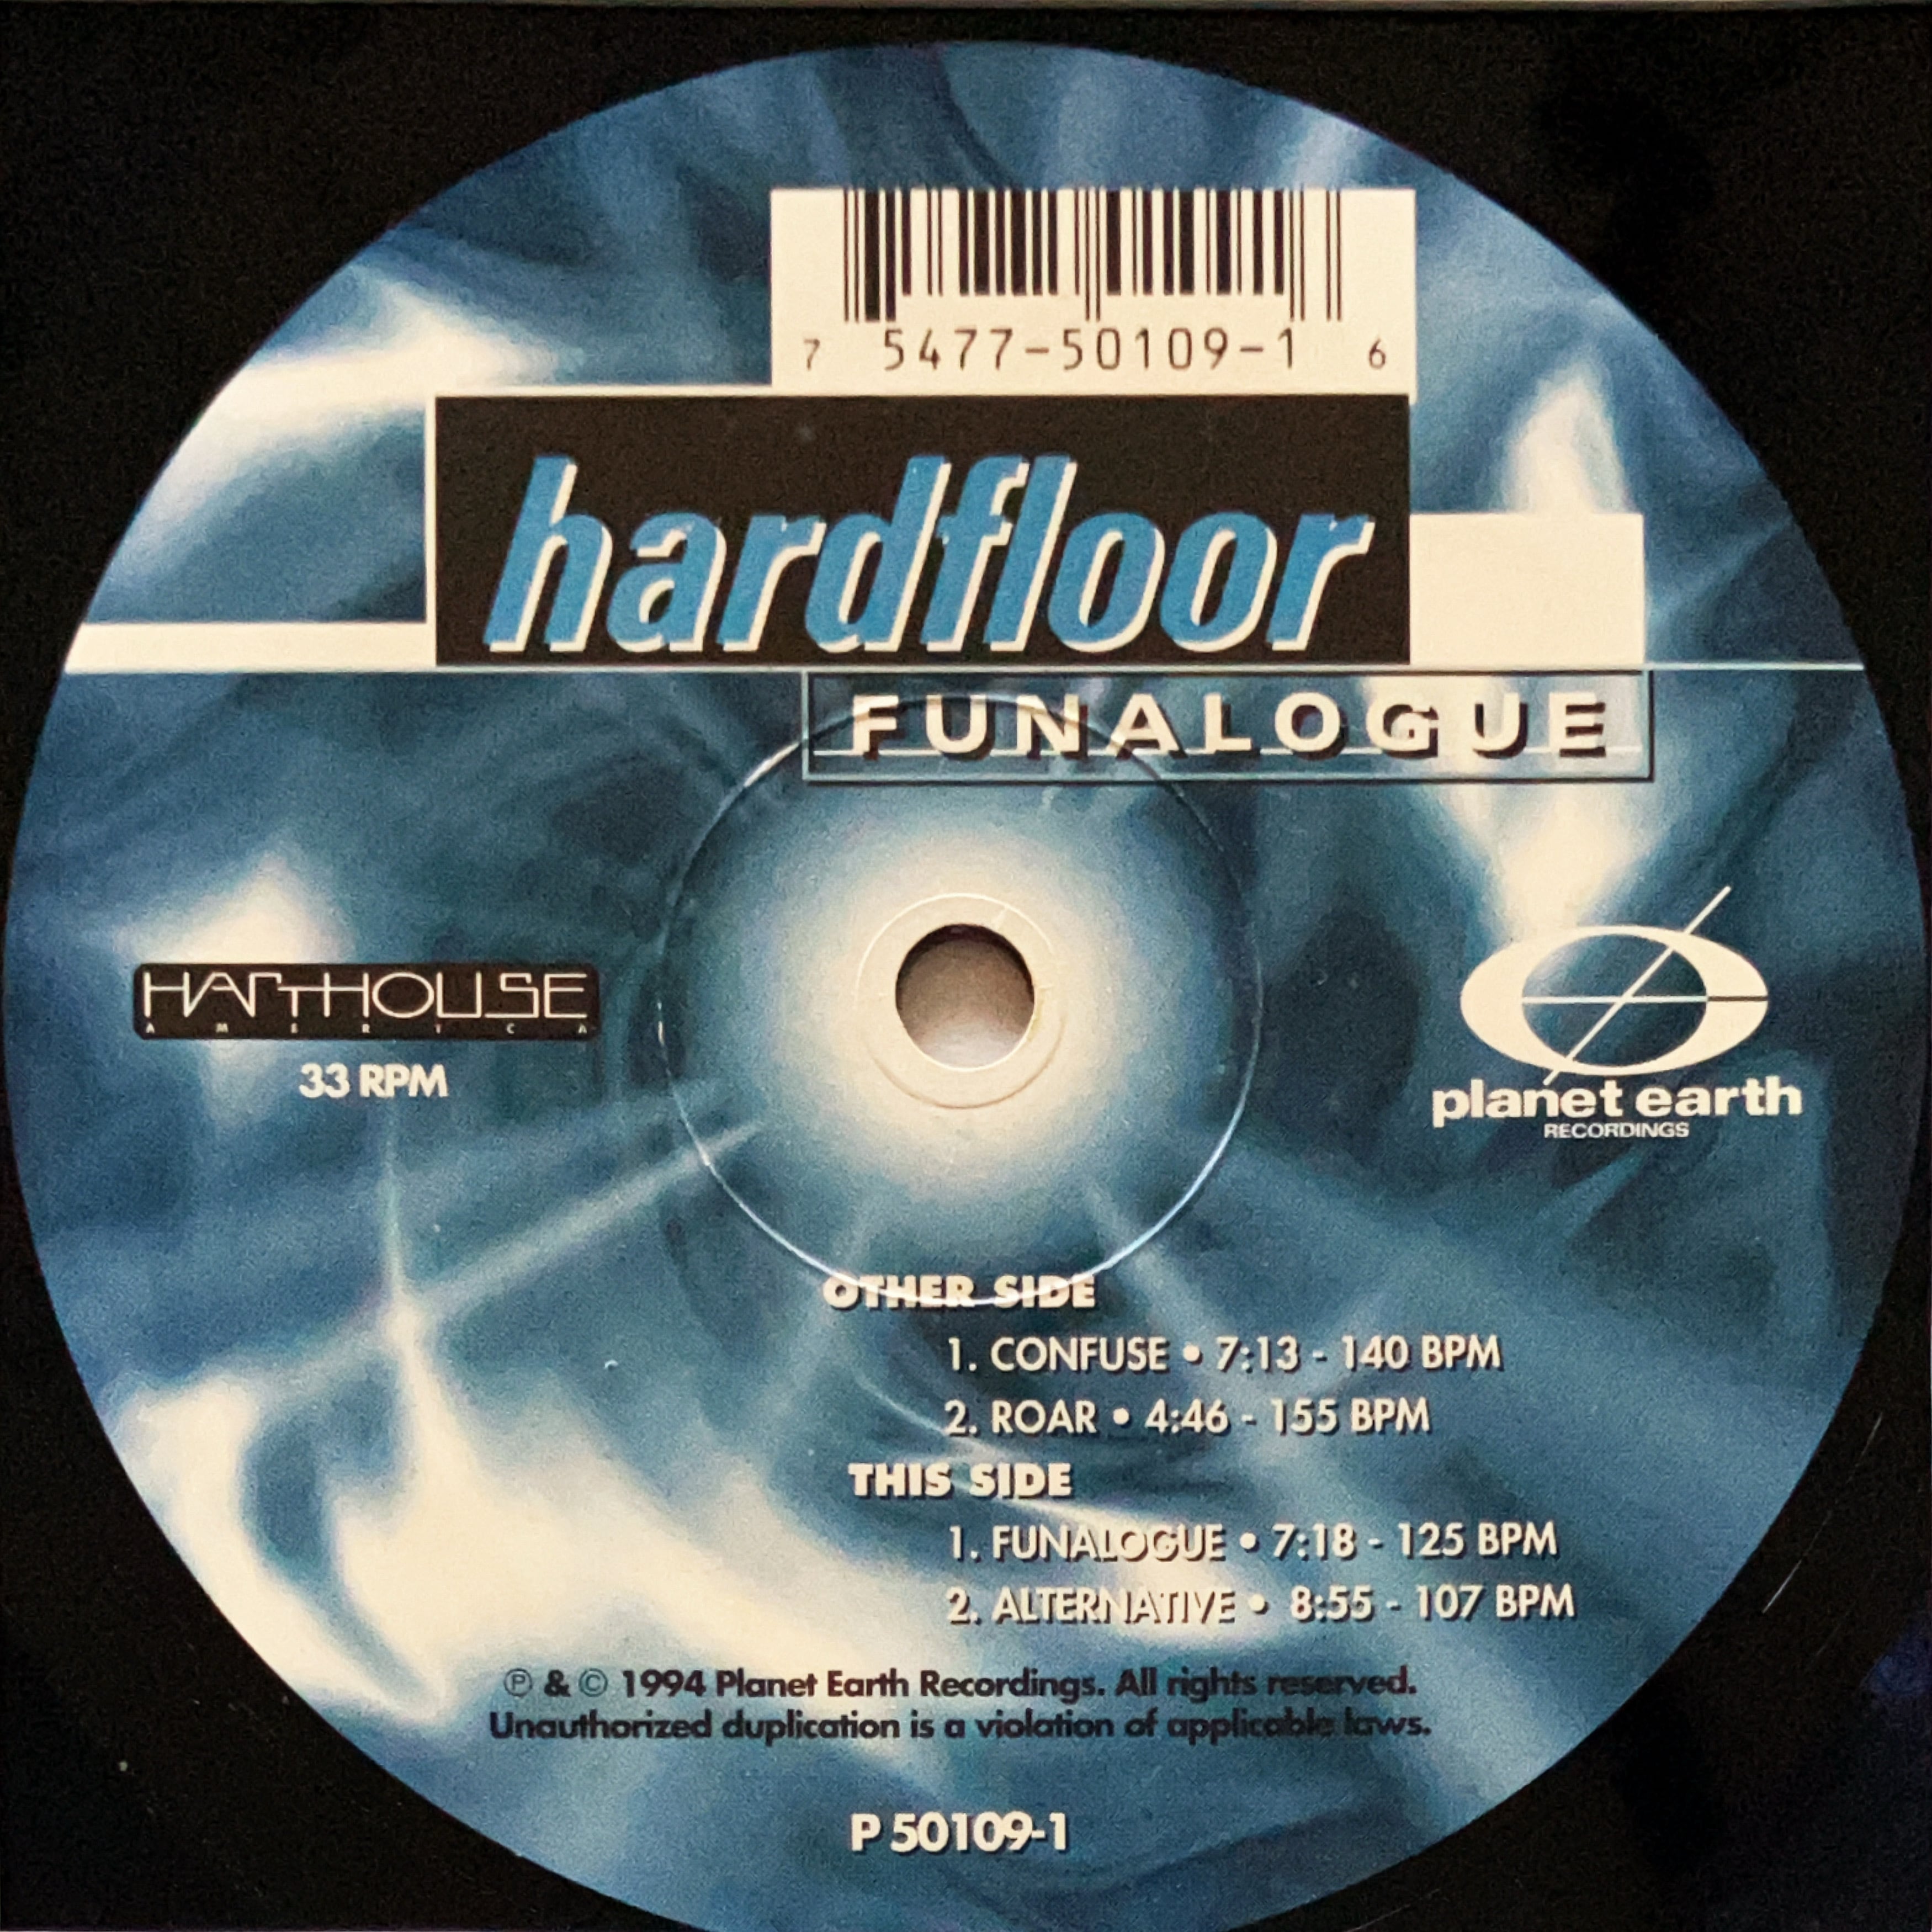 7 5477-50109-1 6
hardfloor
FUNALOGUE
HARTHOUSE
AMERICA
33 RPM
planet earth
RECORDINGS
OTHER SIDE
1. CONFUSE • 7:13 - 140 BPM
2. ROAR • 4:46 - 155 BPM
THIS SIDE
1. FUNALOGUE • 7:18 - 125 BPM
2. ALTERNATIVE • 8:55 - 107 BPM
℗ & © 1994 Planet Earth Recordings. All rights reserved.
Unauthorized duplication is a violation of applicable laws.
P 50109-1